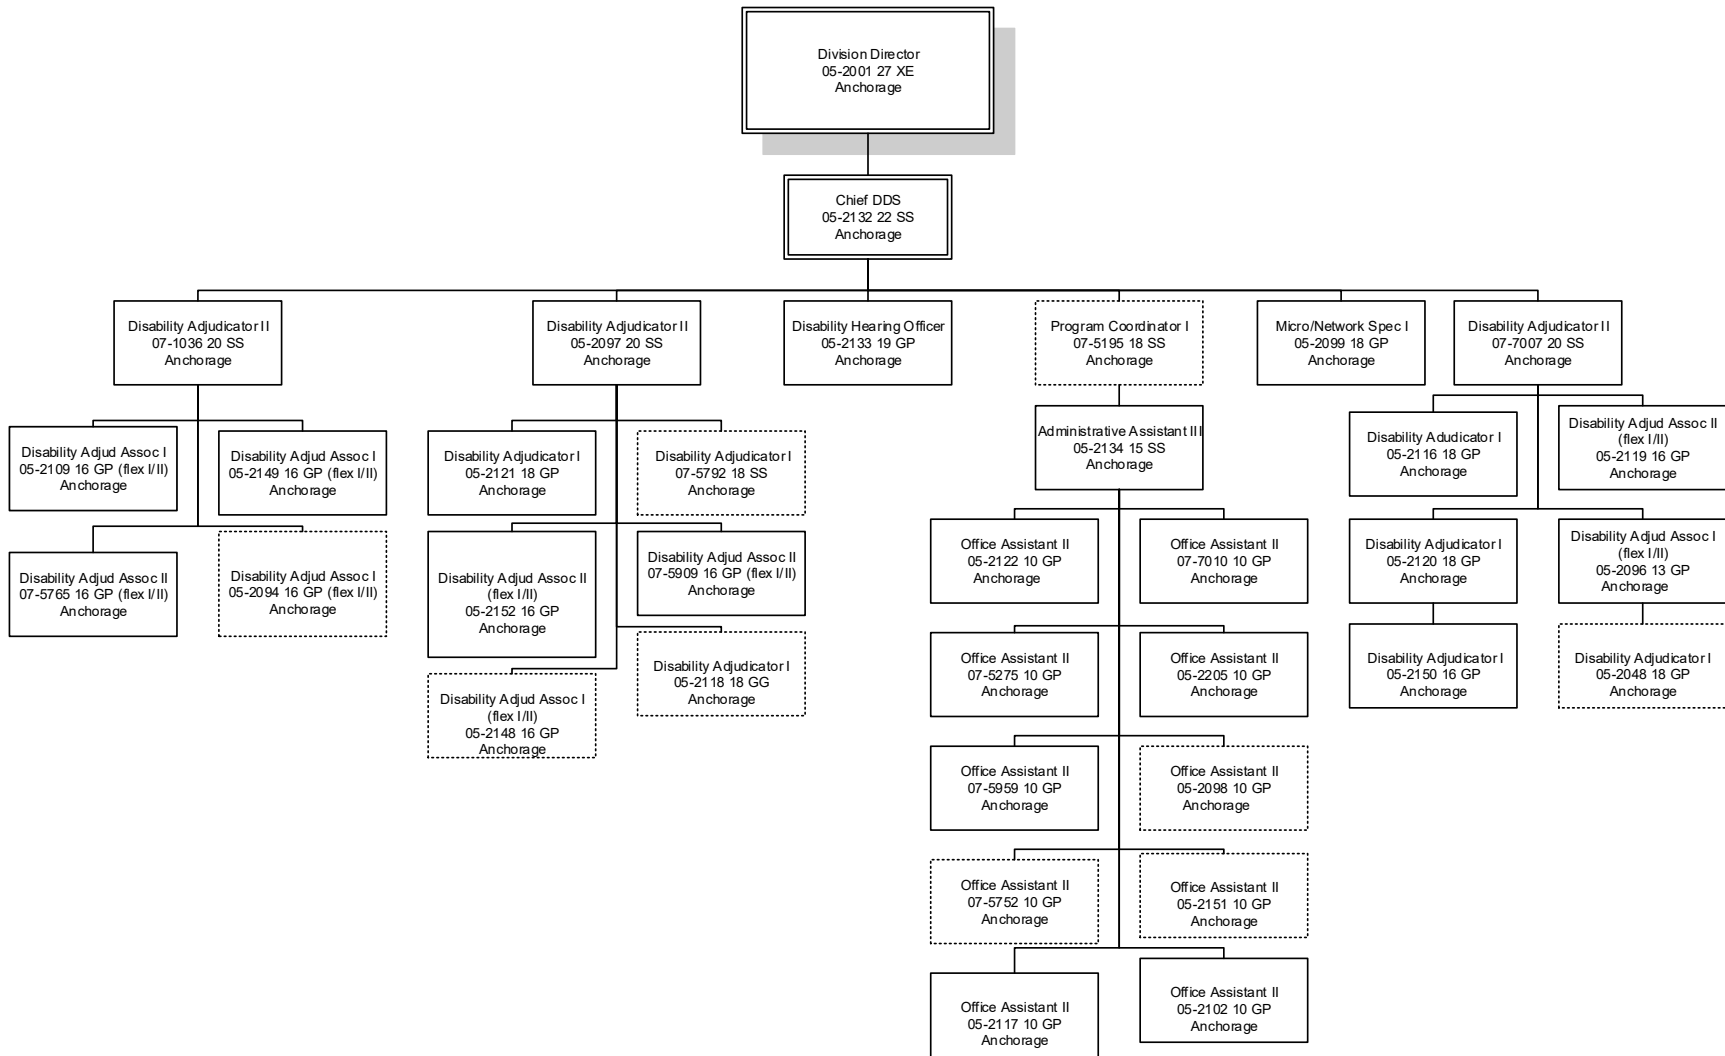 Division Director
05-2001 27 XE
Anchorage
Chief DDS
05-2132 22 SS
Anchorage
Disability Adjudicator II
07-1036 20 SS
Anchorage
Disability Adjudicator II
05-2097 20 SS
Anchorage
Disability Hearing Officer
05-2133 19 GP
Anchorage
Program Coordinator I
07-5195 18 SS
Anchorage
Micro/Network Spec I
05-2099 18 GP
Anchorage
Disability Adjudicator II
07-7007 20 SS
Anchorage
Disability Adjud Assoc I
05-2109 16 GP (flex I/II)
Anchorage
Disability Adjud Assoc I
05-2149 16 GP (flex I/II)
Anchorage
Disability Adjud Assoc II
07-5765 16 GP (flex I/II)
Anchorage
Disability Adjud Assoc I
05-2094 16 GP (flex I/II)
Anchorage
Disability Adjudicator I
05-2121 18 GP
Anchorage
Disability Adjudicator I
07-5792 18 SS
Anchorage
Disability Adjud Assoc II
(flex I/II)
05-2152 16 GP
Anchorage
Disability Adjud Assoc II
07-5909 16 GP (flex I/II)
Anchorage
Disability Adjud Assoc I
(flex I/II)
05-2148 16 GP
Anchorage
Disability Adjudicator I
05-2118 18 GG
Anchorage
Administrative Assistant III
05-2134 15 SS
Anchorage
Office Assistant II
05-2122 10 GP
Anchorage
Office Assistant II
07-7010 10 GP
Anchorage
Office Assistant II
07-5275 10 GP
Anchorage
Office Assistant II
05-2205 10 GP
Anchorage
Office Assistant II
07-5959 10 GP
Anchorage
Office Assistant II
05-2098 10 GP
Anchorage
Office Assistant II
07-5752 10 GP
Anchorage
Office Assistant II
05-2151 10 GP
Anchorage
Office Assistant II
05-2117 10 GP
Anchorage
Office Assistant II
05-2102 10 GP
Anchorage
Disability Adudicator I
05-2116 18 GP
Anchorage
Disability Adjud Assoc II
(flex I/II)
05-2119 16 GP
Anchorage
Disability Adjudicator I
05-2120 18 GP
Anchorage
Disability Adjud Assoc I
(flex I/II)
05-2096 13 GP
Anchorage
Disability Adjudicator I
05-2150 16 GP
Anchorage
Disability Adjudicator I
05-2048 18 GP
Anchorage